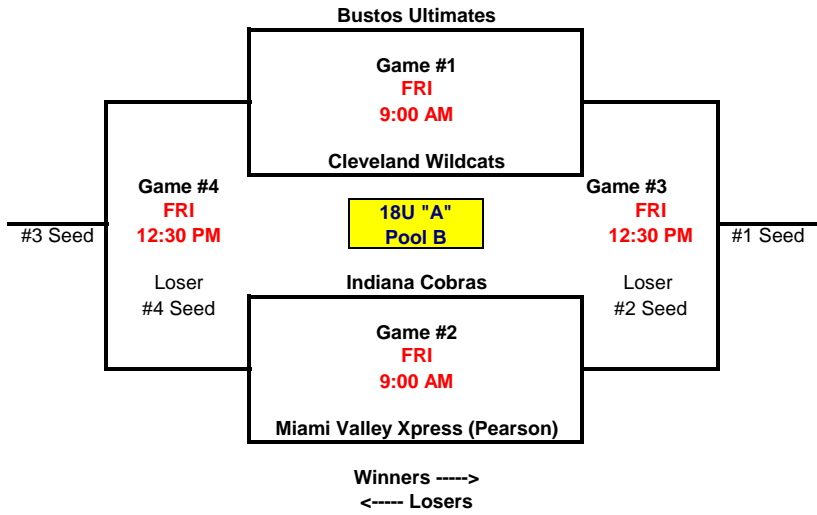 Bustos Ultimates
Game #1
FRI
9:00 AM
Cleveland Wildcats
Game #4
FRI
12:30 PM
#3 Seed
Loser
#4 Seed
18U "A"
Pool B
Game #3
FRI
12:30 PM
#1 Seed
Loser
#2 Seed
Indiana Cobras
Game #2
FRI
9:00 AM
Miami Valley Xpress (Pearson)
Winners ----->
<----- Losers